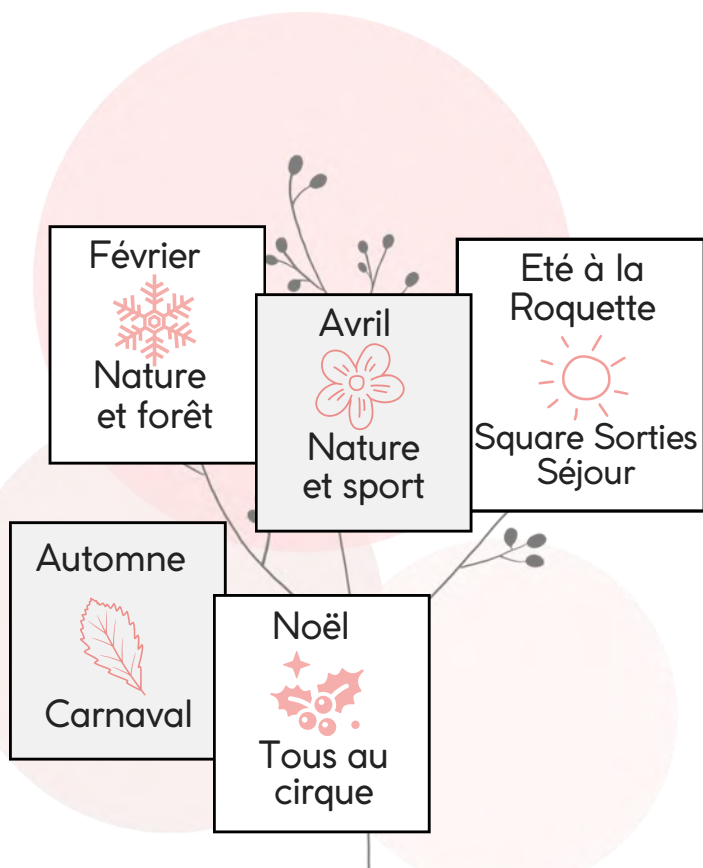 Février
Nature
et forêt
Avril
Nature
et sport
Eté à la
Roquette
Square Sorties
Séjour
Automne
Carnaval
Noël
Tous au
cirque